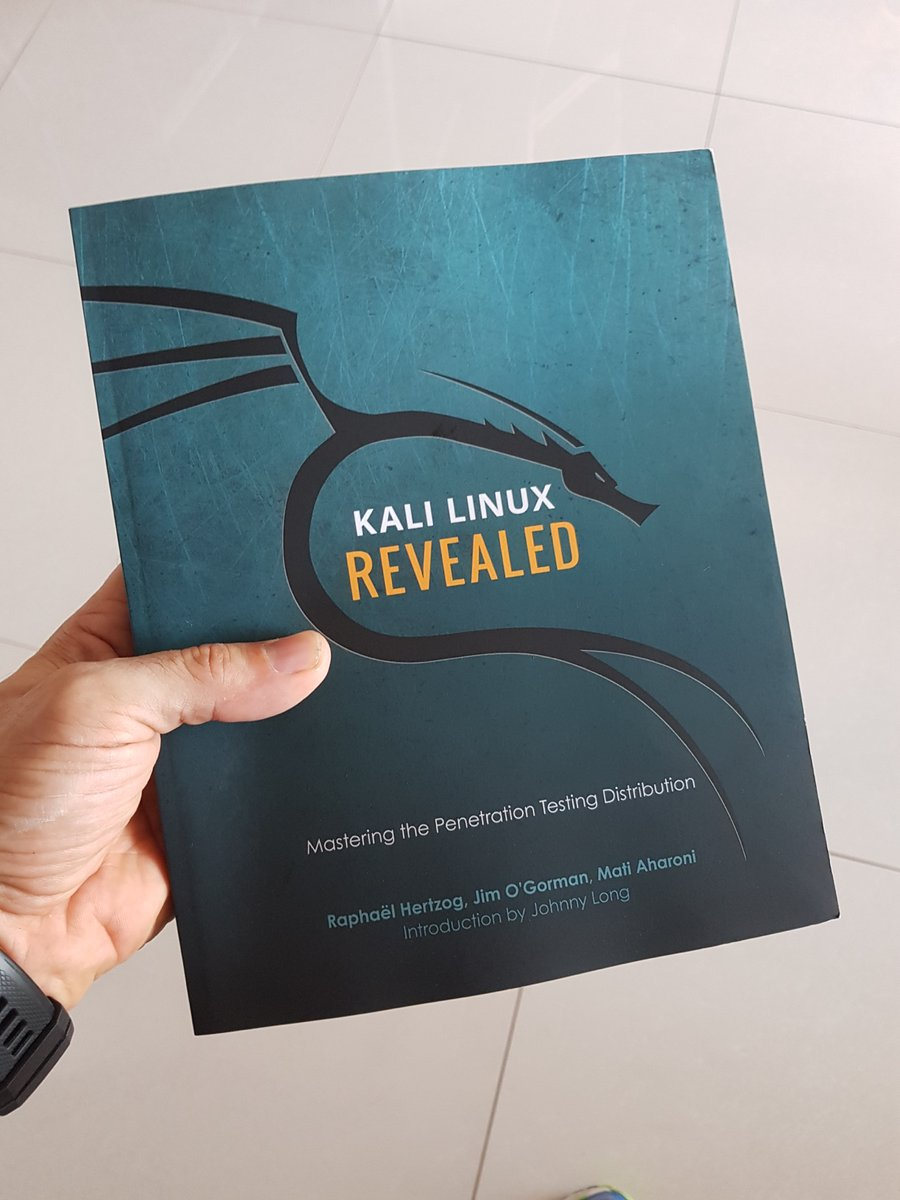 KALI LINUX
REVEALED
Mastering the Penetration Testing Distribution
Raphaël Hertzog, Jim O'Gorman, Mati Aharoni
Introduction by Johnny Long